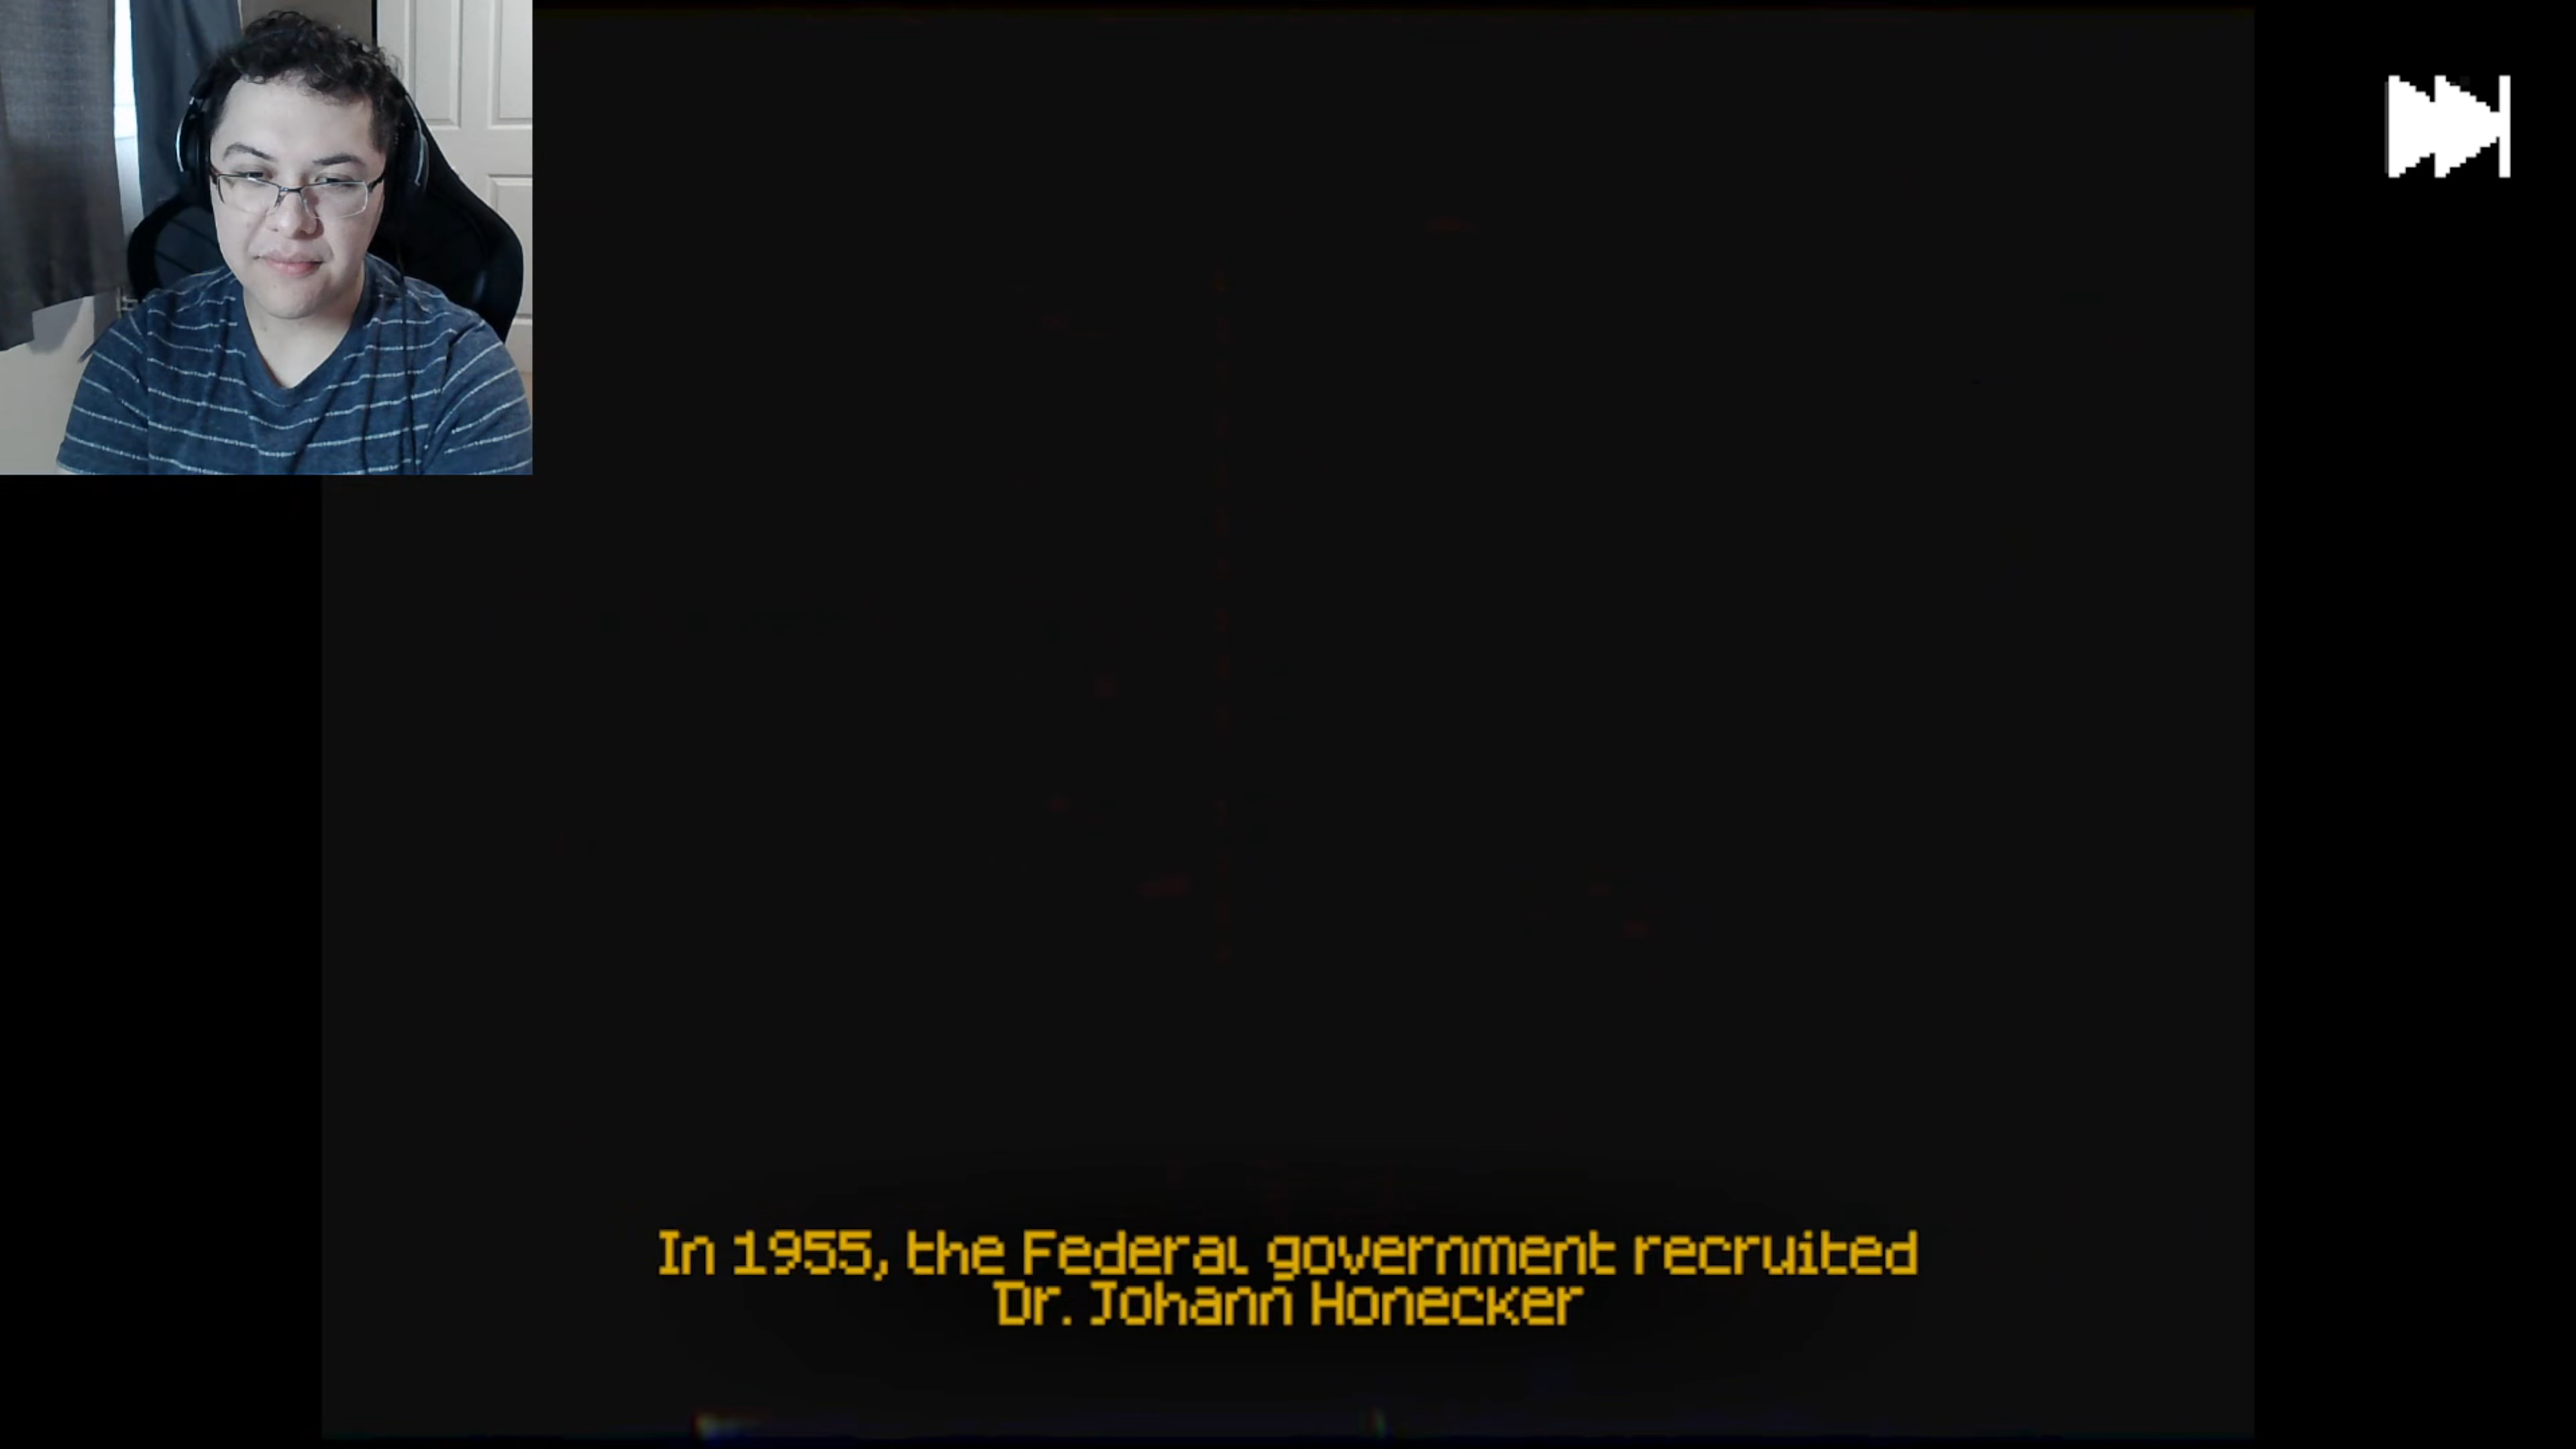 In 1955, the Federal government recruited
Dr. Johann Honecker